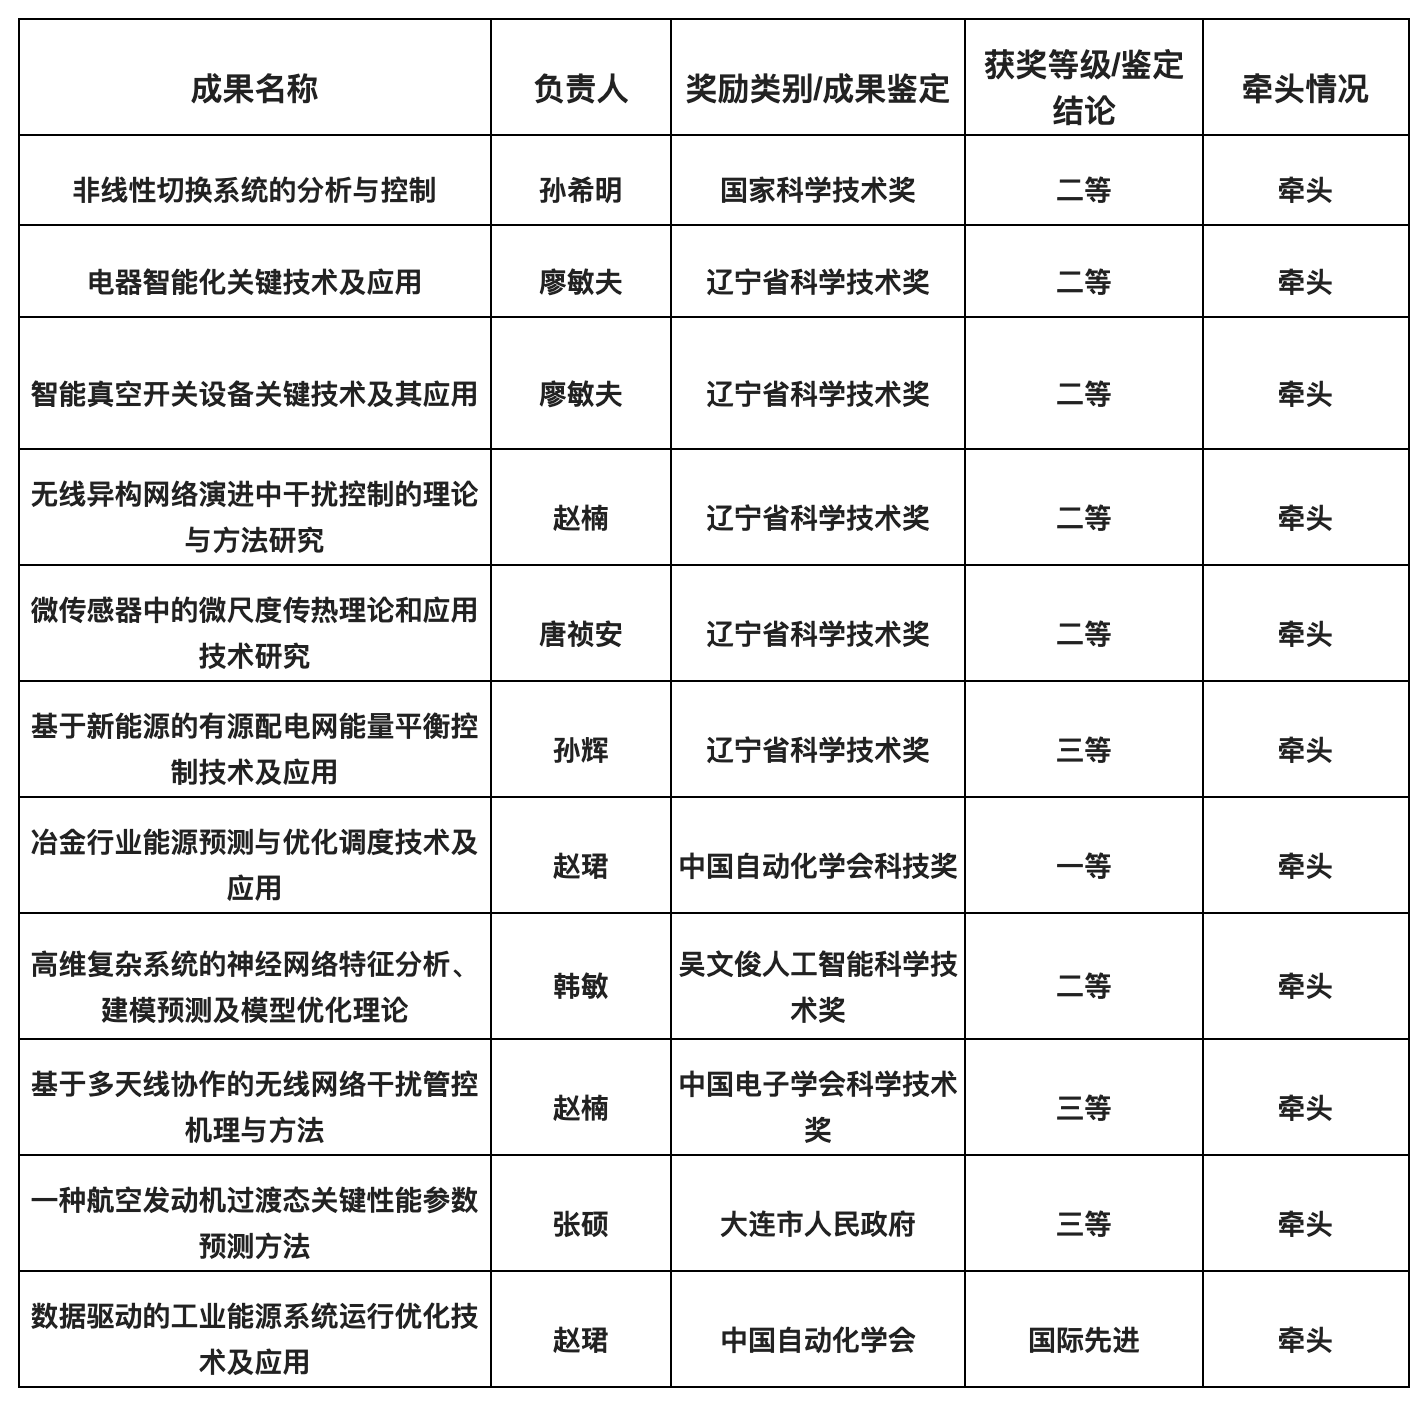 成果名称
负责人
奖励类别/成果鉴定
获奖等级/鉴定
结论
牵头情况
非线性切换系统的分析与控制
孙希明
国家科学技术奖
二等
牵头
电器智能化关键技术及应用
廖敏夫
辽宁省科学技术奖
二等
牵头
智能真空开关设备关键技术及其应用
廖敏夫
辽宁省科学技术奖
二等
牵头
无线异构网络演进中干扰控制的理论
与方法研究
赵楠
辽宁省科学技术奖
二等
牵头
微传感器中的微尺度传热理论和应用
技术研究
唐祯安
辽宁省科学技术奖
二等
牵头
基于新能源的有源配电网能量平衡控
制技术及应用
孙辉
辽宁省科学技术奖
三等
牵头
冶金行业能源预测与优化调度技术及
应用
赵珺
中国自动化学会科技奖
一等
牵头
高维复杂系统的神经网络特征分析、
建模预测及模型优化理论
韩敏
吴文俊人工智能科学技
术奖
二等
牵头
基于多天线协作的无线网络干扰管控
机理与方法
赵楠
中国电子学会科学技术
奖
三等
牵头
一种航空发动机过渡态关键性能参数
预测方法
张硕
大连市人民政府
三等
牵头
数据驱动的工业能源系统运行优化技
术及应用
赵珺
中国自动化学会
国际先进
牵头